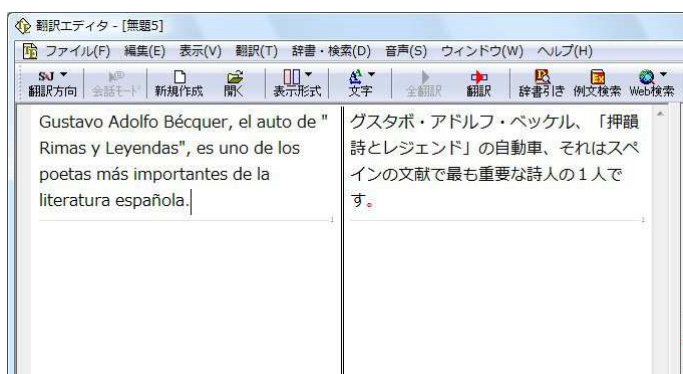 翻訳エディタ - [無題5]
ファイル(F) 編集(E) 表示(V) 翻訳(T) 辞書・検索(D) 音声(S) ウィンドウ(W) ヘルプ(H)
翻訳方向 会話モード 新規作成 開く 表示形式 文字 全翻訳 翻訳 辞書引き 例文検索 Web検索
Gustavo Adolfo Bécquer, el auto de "
Rimas y Leyendas", es uno de los
poetas más importantes de la
literatura española.
グスタボ・アドルフ・ベッケル、「押韻
詩とレジェンド」の自動車、それはスペ
インの文献で最も重要な詩人の1人で
す。